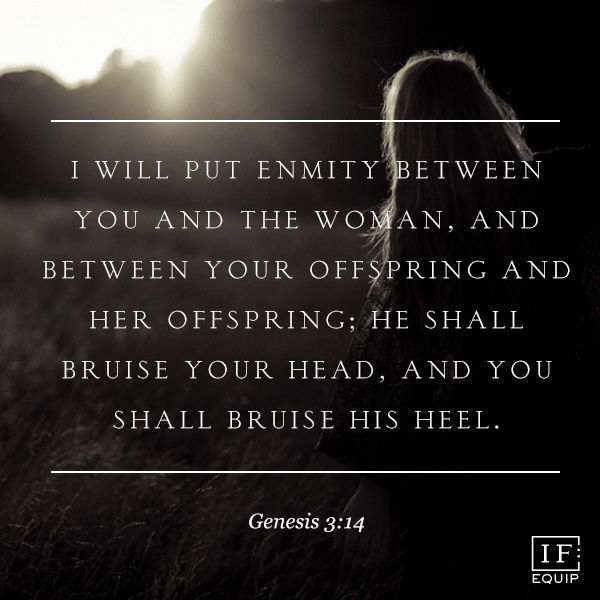 I WILL PUT ENMITY BETWEEN
YOU AND THE WOMAN, AND
BETWEEN YOUR OFFSPRING AND
HER OFFSPRING; HE SHALL
BRUISE YOUR HEAD, AND YOU
SHALL BRUISE HIS HEEL.
Genesis 3:14
IF:
EQUIP